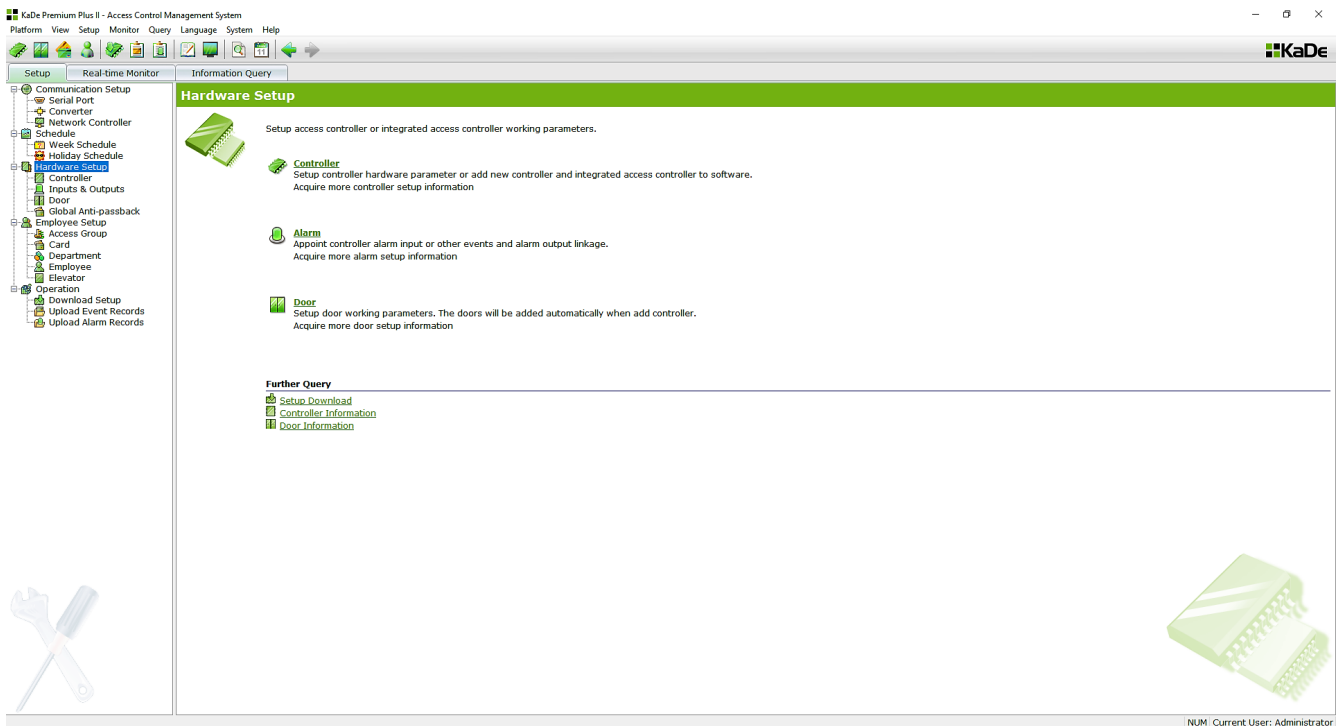 KaDe Premium Plus II - Access Control Management System
Platform View Setup Monitor Query Language System Help
11
KaDe
Setup Real-time Monitor Information Query
Communication Setup
Serial Port
Converter
Network Controller
Schedule
Week Schedule
Holiday Schedule
Hardware Setup
Controller
Inputs & Outputs
Door
Global Anti-passback
Employee Setup
Access Group
Card
Department
Employee
Elevator
Operation
Download Setup
Upload Event Records
Upload Alarm Records
Hardware Setup
Setup access controller or integrated access controller working parameters.
Controller
Setup controller hardware parameter or add new controller and integrated access controller to software.
Acquire more controller setup information
Alarm
Appoint controller alarm input or other events and alarm output linkage.
Acquire more alarm setup information
Door
Setup door working parameters. The doors will be added automatically when add controller.
Acquire more door setup information
Further Query
Setup Download
Controller Information
Door Information
NUM Current User: Administrator